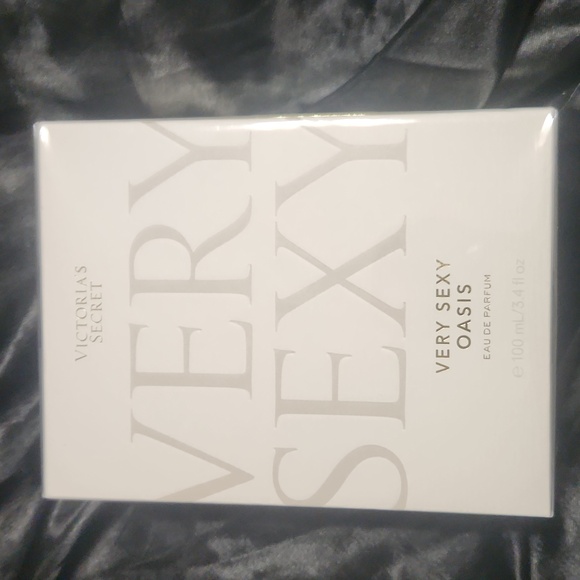 VICTORIA'S
SECRET
VERY
SEXY
VERY SEXY
OASIS
EAU DE PARFUM
e 100 mL/3.4 fl oz